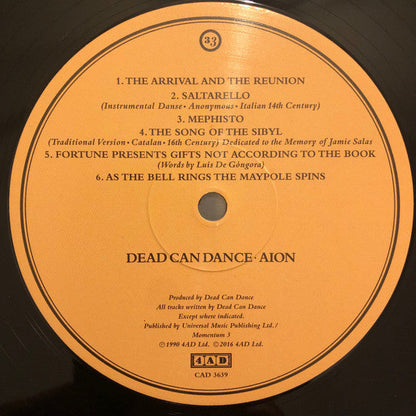 33
1. THE ARRIVAL AND THE REUNION
2. SALTARELLO
(Instrumental Danse • Anonymous • Italian 14th Century)
3. MEPHISTO
4. THE SONG OF THE SIBYL
(Traditional Version • Catalan • 16th Century) Dedicated to the Memory of Jamie Salas
5. FORTUNE PRESENTS GIFTS NOT ACCORDING TO THE BOOK
(Words by Luis De Góngora)
6. AS THE BELL RINGS THE MAYPOLE SPINS
DEAD CAN DANCE • AION
Produced by Dead Can Dance
All tracks written by Dead Can Dance
Except where indicated.
Published by Universal Music Publishing Ltd./
Momentum 3
℗ 1990 4AD Ltd. © 2016 4AD Ltd.
4AD
CAD 3639